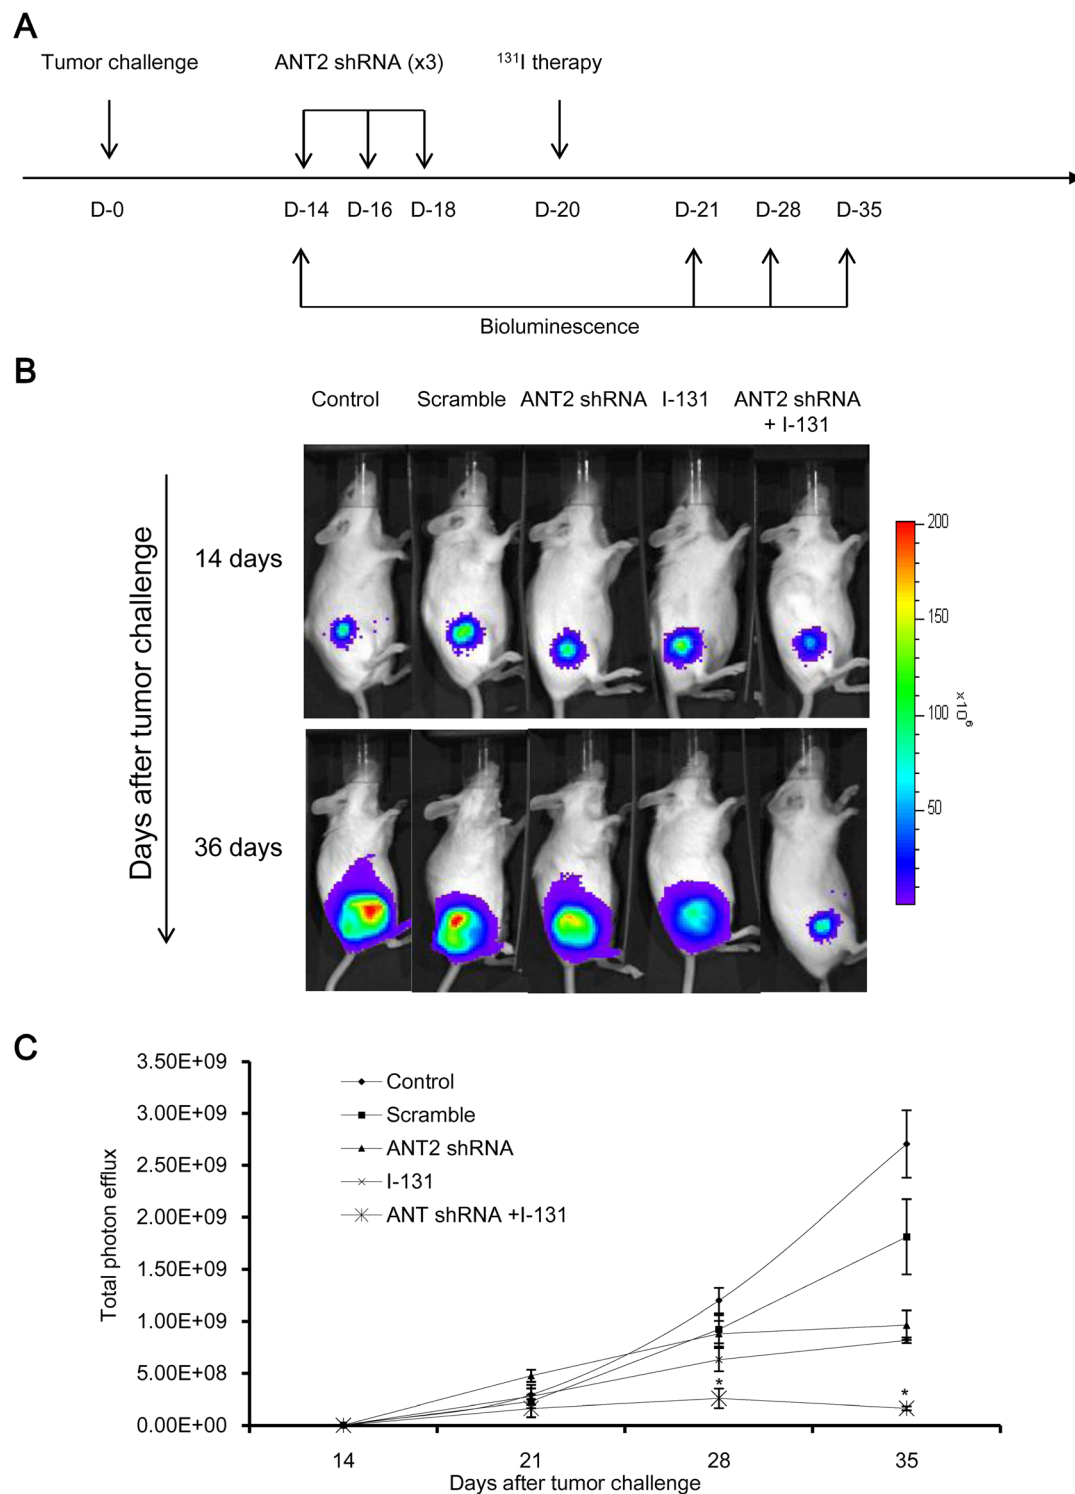 A
Tumor challenge ANT2 shRNA (x3) ¹³¹I therapy
D-0 D-14 D-16 D-18 D-20 D-21 D-28 D-35
Bioluminescence
B
Control Scramble ANT2 shRNA I-131 ANT2 shRNA
+ I-131
Days after tumor challenge
14 days
36 days
200
150
100
50
x10⁶
C
Total photon efflux
3.50E+09
3.00E+09
2.50E+09
2.00E+09
1.50E+09
1.00E+09
5.00E+08
0.00E+00
Control
Scramble
ANT2 shRNA
I-131
ANT shRNA +I-131
* *
14 21 28 35
Days after tumor challenge